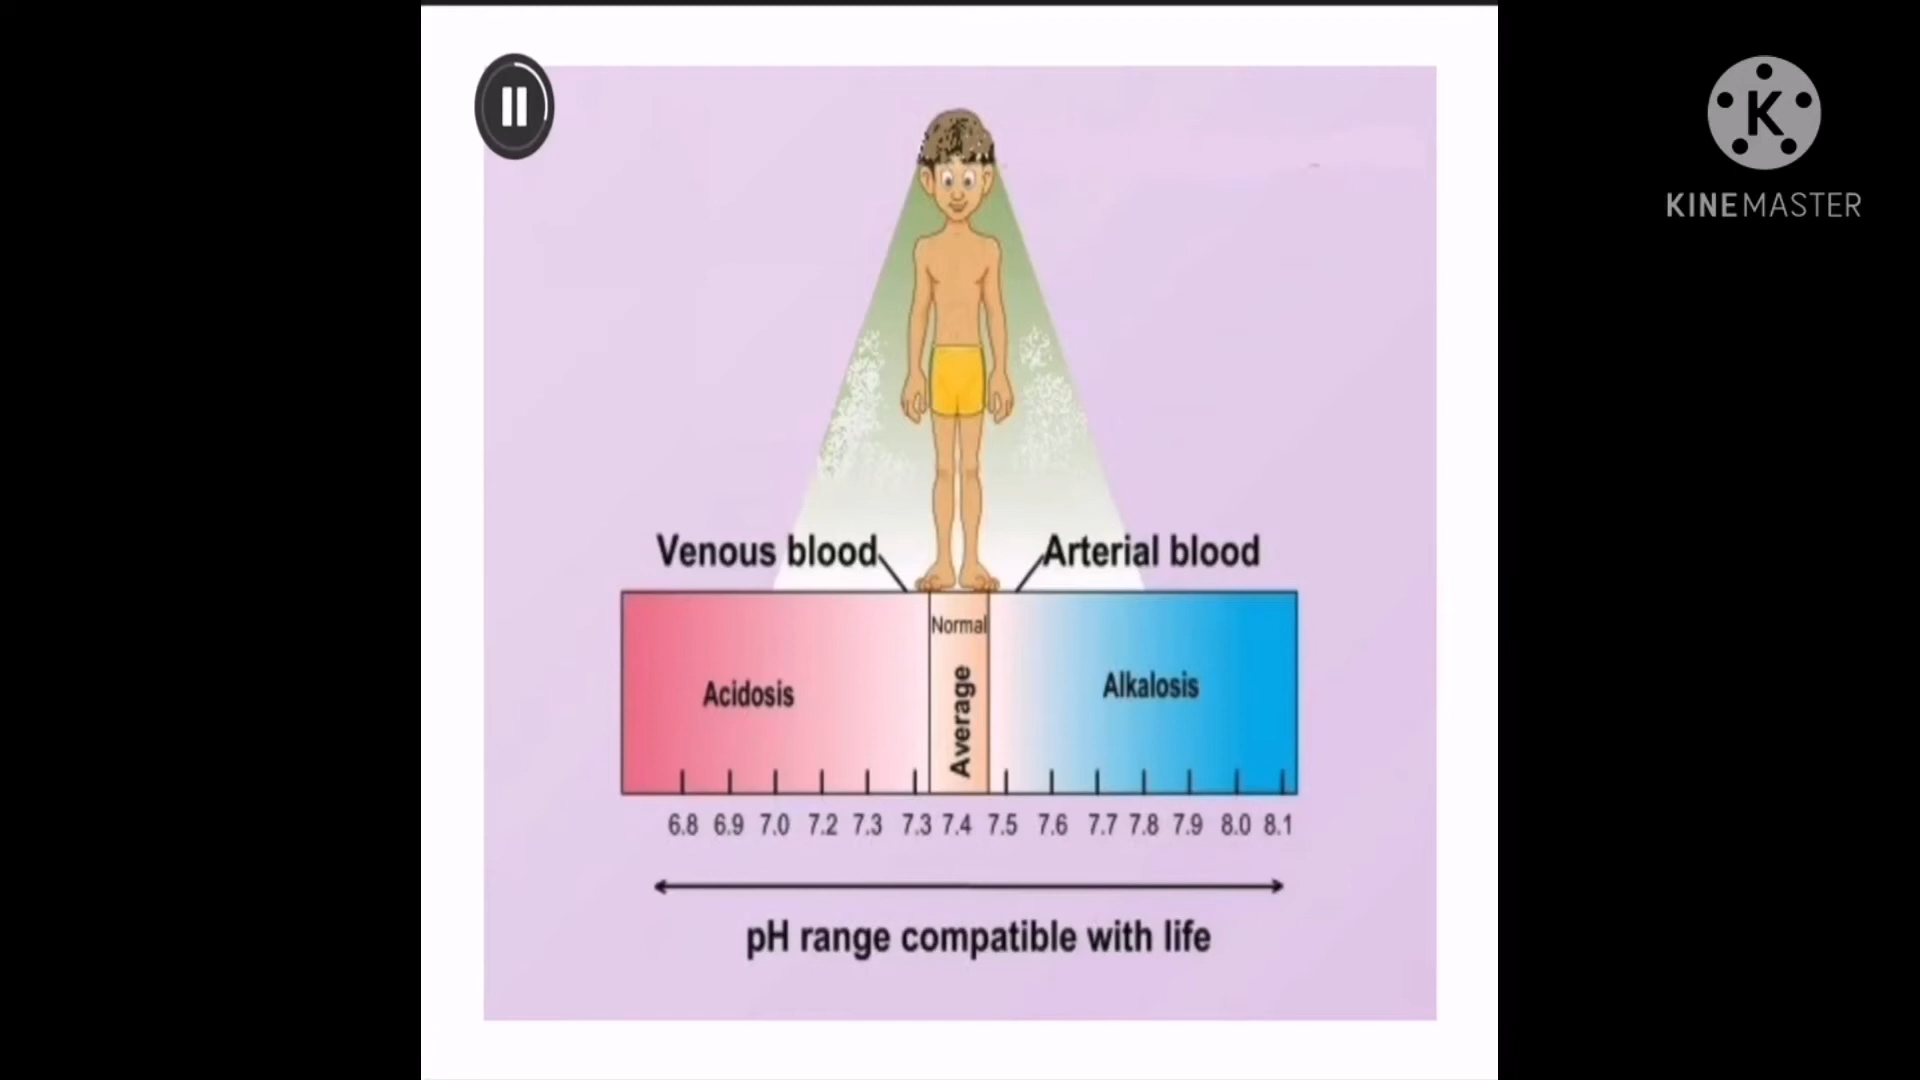 K
KINEMASTER
Venous blood
Arterial blood
Normal
Average
Acidosis
Alkalosis
6.8 6.9 7.0 7.2 7.3 7.3 7.4 7.5 7.6 7.7 7.8 7.9 8.0 8.1
pH range compatible with life